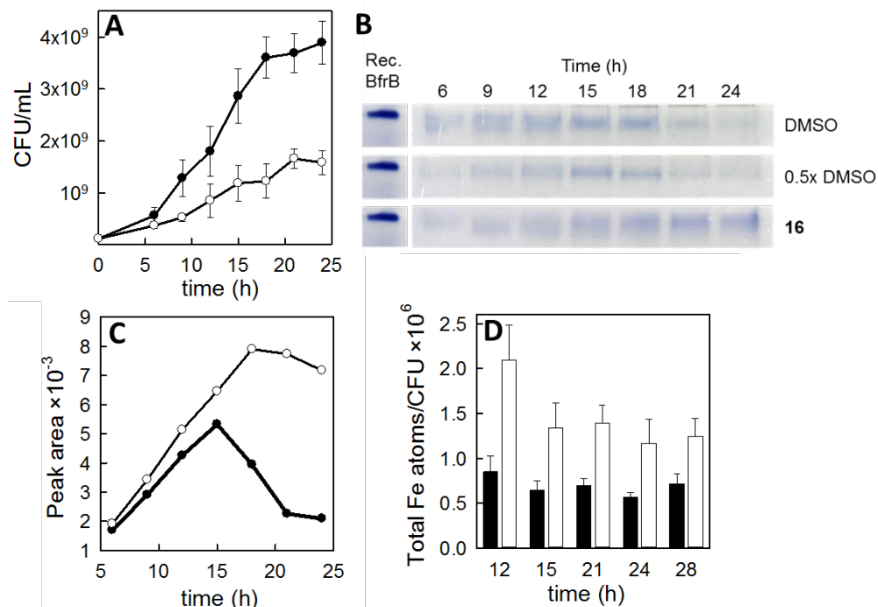 A
CFU/mL
4x10⁹
3x10⁹
2x10⁹
10⁹
0 5 10 15 20 25
time (h)
B
Rec.
BfrB
Time (h)
6 9 12 15 18 21 24
DMSO
0.5x DMSO
16
C
Peak area ×10⁻³
9
8
7
6
5
4
3
2
1
5 10 15 20 25
time (h)
D
Total Fe atoms/CFU ×10⁶
2.5
2.0
1.5
1.0
0.5
0.0
12 15 21 24 28
time (h)